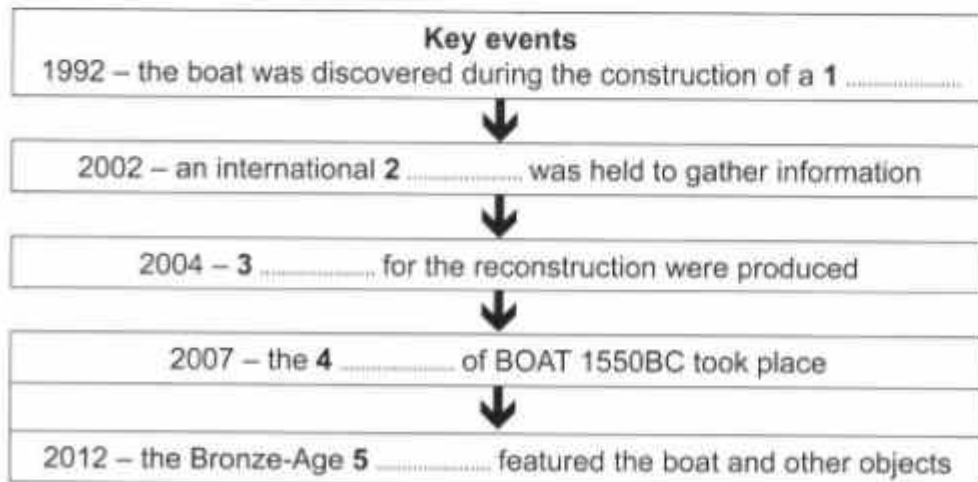 Key events
1992 – the boat was discovered during the construction of a 1 ....................
2002 – an international 2 .................... was held to gather information
2004 – 3 .................... for the reconstruction were produced
2007 – the 4 .................... of BOAT 1550BC took place
2012 – the Bronze-Age 5 .................... featured the boat and other objects